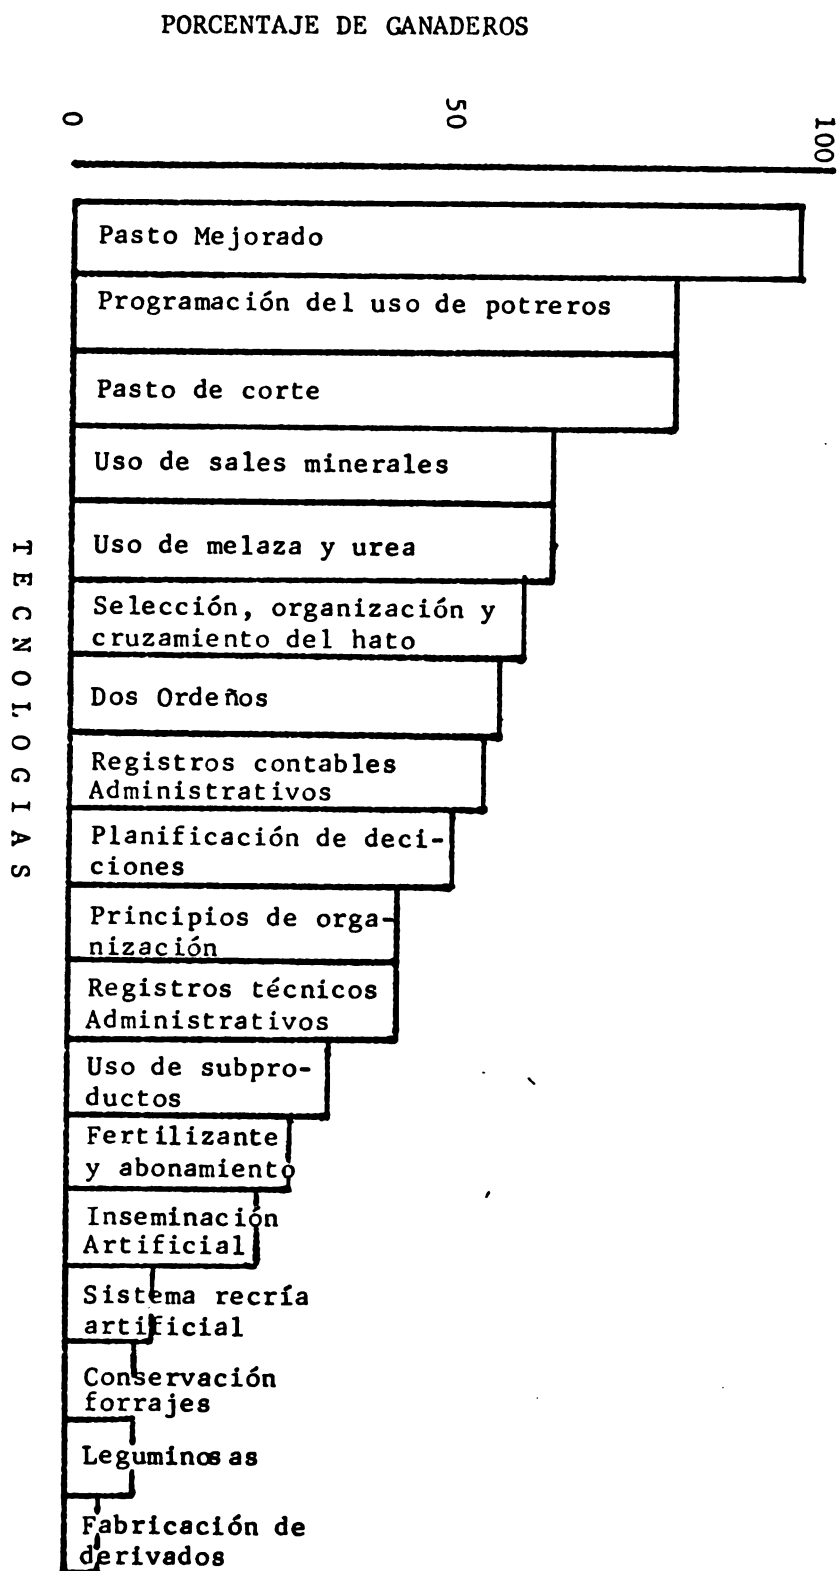 PORCENTAJE DE GANADEROS
0
50
100
Pasto Mejorado
Programación del uso de potreros
Pasto de corte
Uso de sales minerales
Uso de melaza y urea
Selección, organización y
cruzamiento del hato
Dos Ordeños
Registros contables
Administrativos
Planificación de deci-
ciones
Principios de orga-
nización
Registros técnicos
Administrativos
Uso de subpro-
ductos
Fertilizante
y abonamiento
Inseminación
Artificial
Sistema recría
artificial
Conservación
forrajes
Leguminosas
Fabricación de
derivados
TECNOLOGIAS